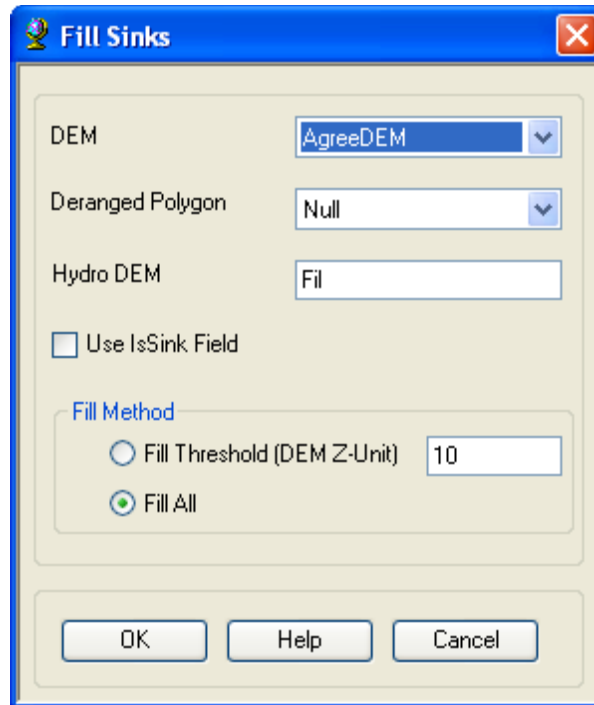 Fill Sinks
DEM AgreeDEM
Deranged Polygon Null
Hydro DEM Fil
Use IsSink Field
Fill Method
Fill Threshold (DEM Z-Unit) 10
Fill All
OK Help Cancel